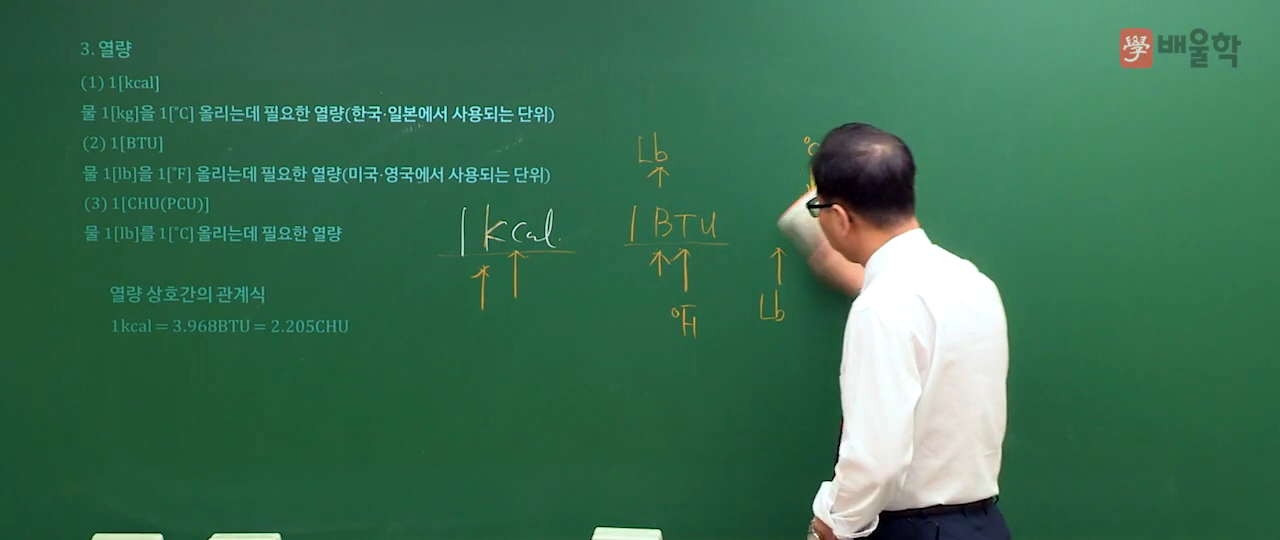 3. 열량
(1) 1[kcal]
물 1[kg]을 1[°C] 올리는데 필요한 열량(한국·일본에서 사용되는 단위)
(2) 1[BTU]
물 1[lb]을 1[°F] 올리는데 필요한 열량(미국·영국에서 사용되는 단위)
(3) 1[CHU(PCU)]
물 1[lb]를 1[°C] 올리는데 필요한 열량
열량 상호간의 관계식
1kcal = 3.968BTU = 2.205CHU
1 kcal.
Lb
1 BTU
°F
°C
Lb
學 배울학